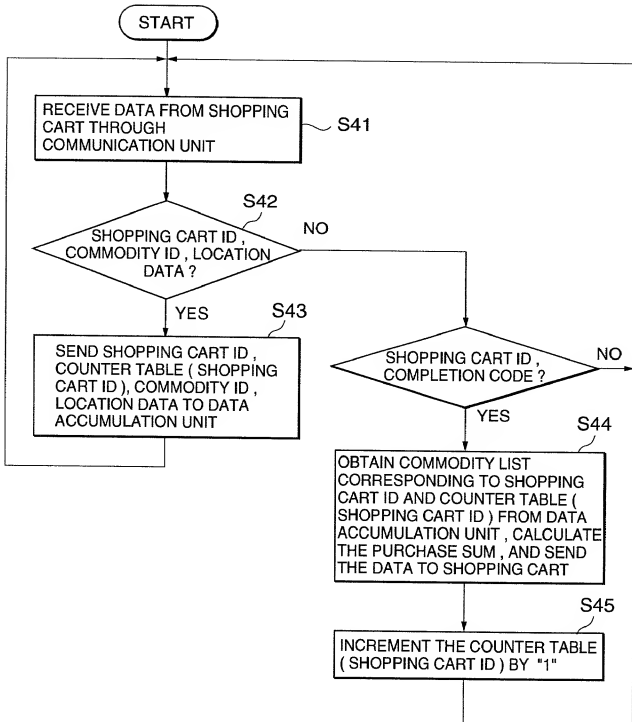 START
RECEIVE DATA FROM SHOPPING
CART THROUGH
COMMUNICATION UNIT
S41
S42
SHOPPING CART ID ,
COMMODITY ID , LOCATION
DATA ?
NO
YES
S43
SEND SHOPPING CART ID ,
COUNTER TABLE ( SHOPPING
CART ID ), COMMODITY ID ,
LOCATION DATA TO DATA
ACCUMULATION UNIT
SHOPPING CART ID ,
COMPLETION CODE ?
NO
YES
S44
OBTAIN COMMODITY LIST
CORRESPONDING TO SHOPPING
CART ID AND COUNTER TABLE (
SHOPPING CART ID ) FROM DATA
ACCUMULATION UNIT , CALCULATE
THE PURCHASE SUM , AND SEND
THE DATA TO SHOPPING CART
S45
INCREMENT THE COUNTER TABLE
( SHOPPING CART ID ) BY "1"